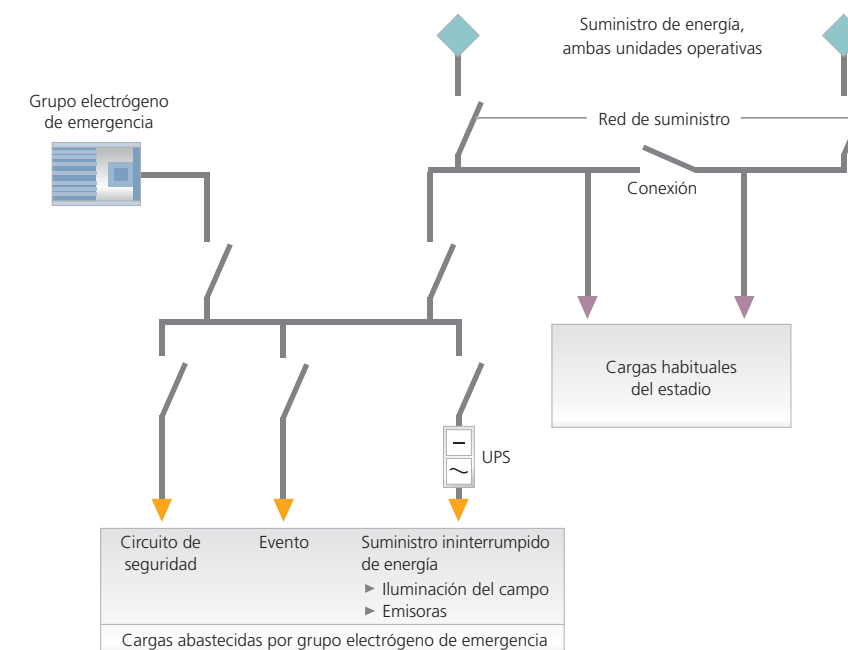 Suministro de energía,
ambas unidades operativas
Grupo electrógeno
de emergencia
Red de suministro
Conexión
Cargas habituales
del estadio
UPS
Circuito de
seguridad
Evento
Suministro ininterrumpido
de energía
► Iluminación del campo
► Emisoras
Cargas abastecidas por grupo electrógeno de emergencia